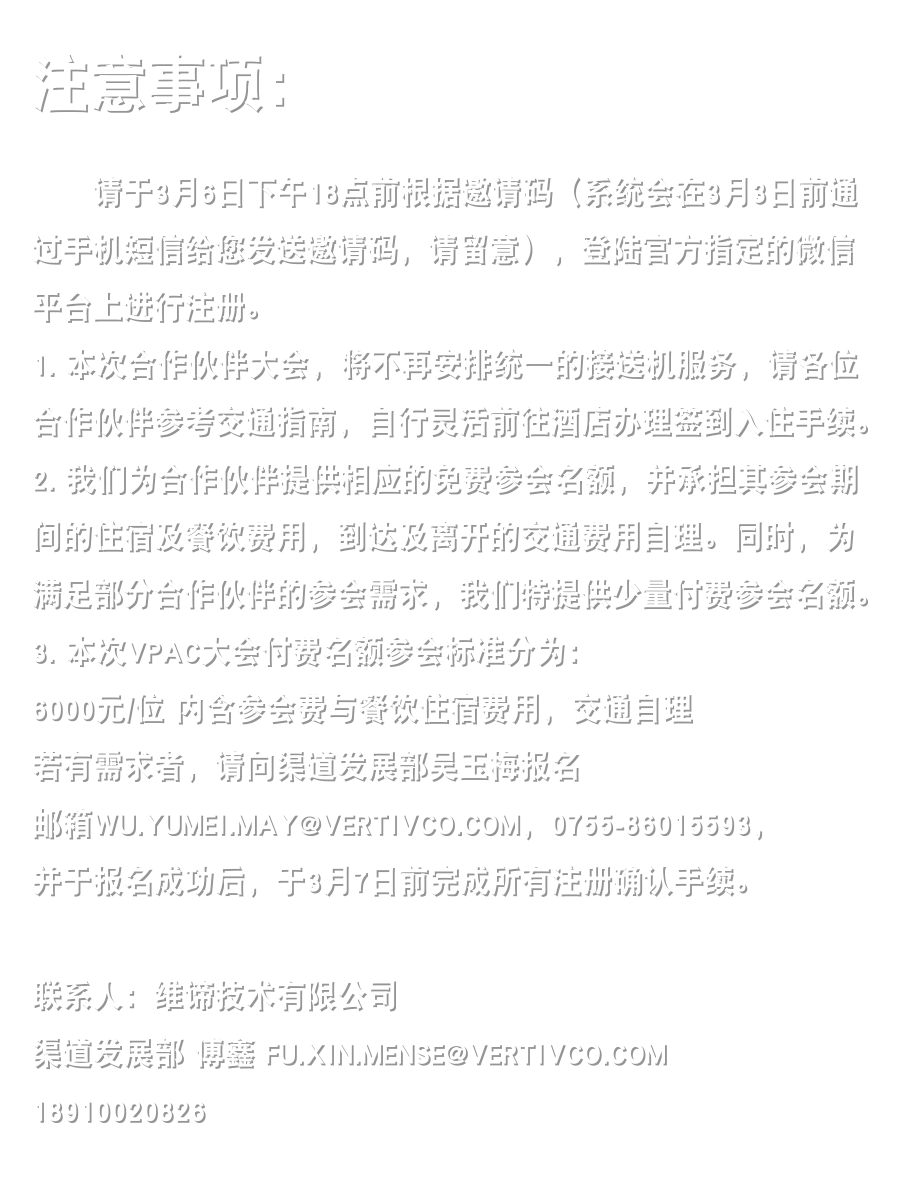 注意事项：
请于3月6日下午18点前根据邀请码（系统会在3月3日前通
过手机短信给您发送邀请码，请留意），登陆官方指定的微信
平台上进行注册。
1. 本次合作伙伴大会，将不再安排统一的接送机服务，请各位
合作伙伴参考交通指南，自行灵活前往酒店办理签到入住手续。
2. 我们为合作伙伴提供相应的免费参会名额，并承担其参会期
间的住宿及餐饮费用，到达及离开的交通费用自理。同时，为
满足部分合作伙伴的参会需求，我们特提供少量付费参会名额。
3. 本次VPAC大会付费名额参会标准分为：
6000元/位 内含参会费与餐饮住宿费用，交通自理
若有需求者，请向渠道发展部吴玉梅报名
邮箱WU.YUMEI.MAY@VERTIVCO.COM，0755-86015593，
并于报名成功后，于3月7日前完成所有注册确认手续。
联系人：维谛技术有限公司
渠道发展部 博鑫 FU.XIN.MENSE@VERTIVCO.COM
18910020826